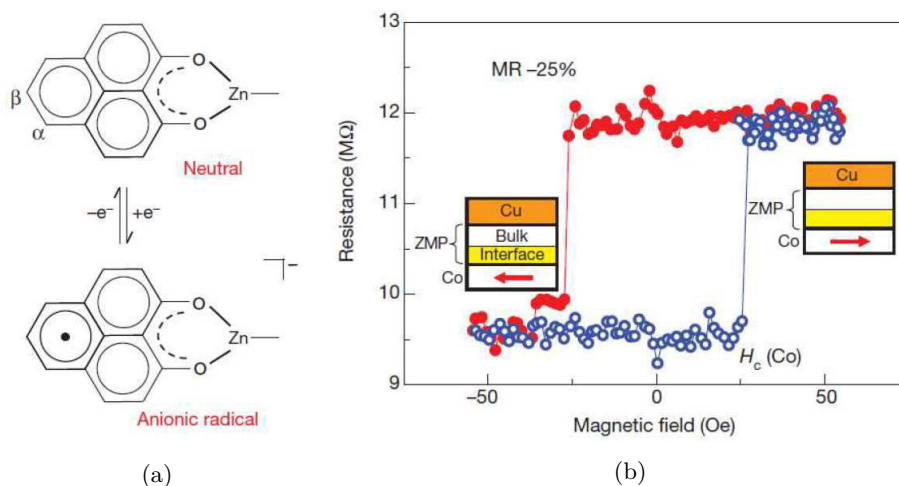 O
β
Zn
α
O
Neutral
–e⁻ +e⁻
–
O
Zn
O
Anionic radical
(a)
13
MR –25%
12
Resistance (MΩ)
11
10
9
Cu
ZMP
Bulk
Interface
Co
Cu
ZMP
Co
Hc (Co)
–50
0
50
Magnetic field (Oe)
(b)